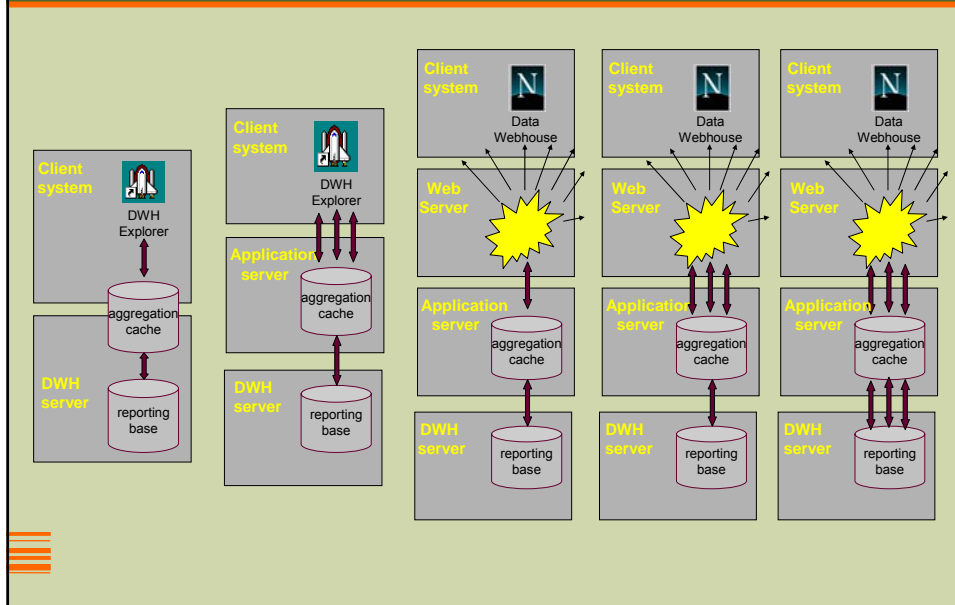 Client
system
DWH
Explorer
aggregation
cache
DWH
server
reporting
base
Client
system
DWH
Explorer
Application
server
aggregation
cache
DWH
server
reporting
base
Client
system
N
Data
Webhouse
Web
Server
Application
server
aggregation
cache
DWH
server
reporting
base
Client
system
N
Data
Webhouse
Web
Server
Application
server
aggregation
cache
DWH
server
reporting
base
Client
system
N
Data
Webhouse
Web
Server
Application
server
aggregation
cache
DWH
server
reporting
base